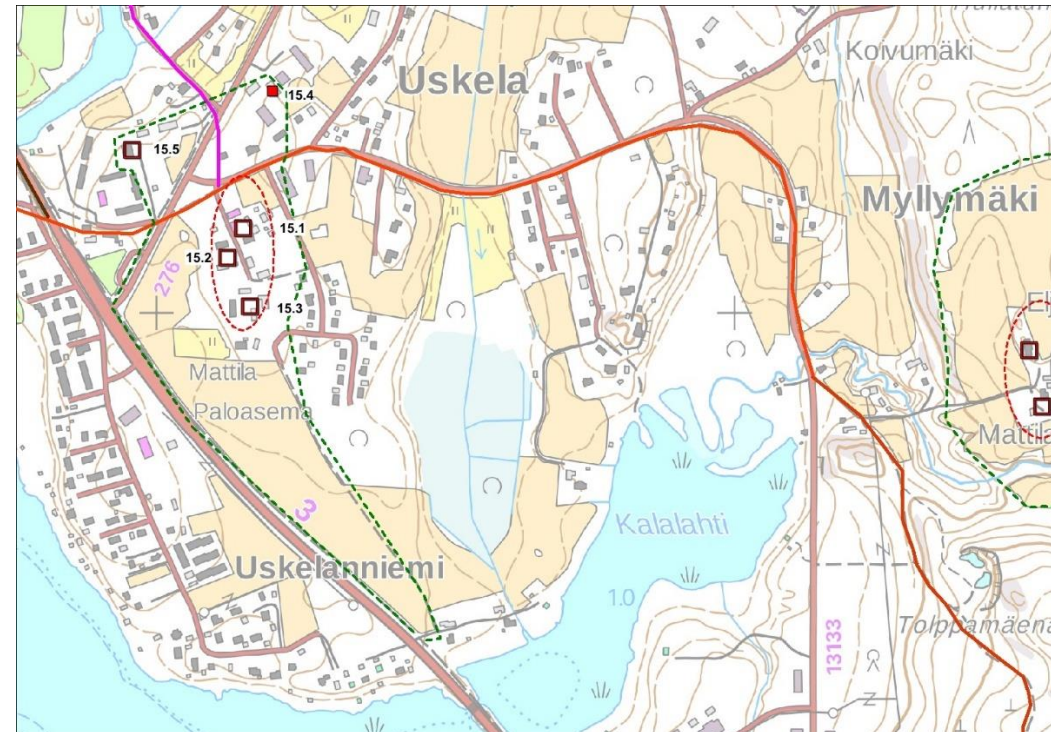 Koivumäki
Uskela
15.4
15.5
Myllymäki
15.1
15.2
276
15.3
Mattila
Paloasema
Mattila
3
Kalalahti
Uskelanniemi
1.0
13133